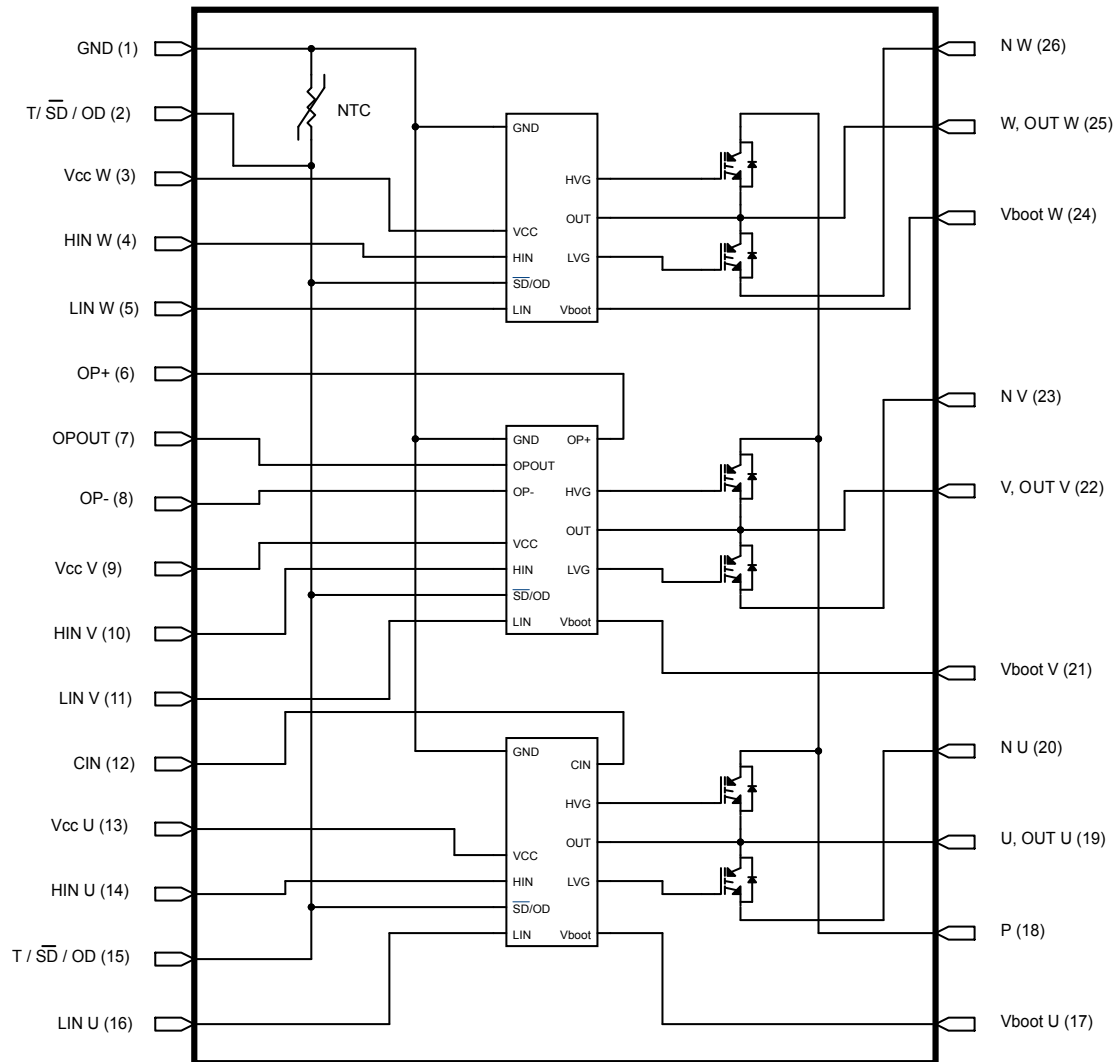 GND (1)
T/ SD / OD (2)
Vcc W (3)
HIN W (4)
LIN W (5)
OP+ (6)
OPOUT (7)
OP- (8)
Vcc V (9)
HIN V (10)
LIN V (11)
CIN (12)
Vcc U (13)
HIN U (14)
T / SD / OD (15)
LIN U (16)
NTC
GND
HVG
OUT
VCC
HIN
LVG
SD/OD
LIN
Vboot
GND
OP+
OPOUT
OP-
HVG
OUT
VCC
HIN
LVG
SD/OD
LIN
Vboot
GND
CIN
HVG
OUT
VCC
HIN
LVG
SD/OD
LIN
Vboot
N W (26)
W, OUT W (25)
Vboot W (24)
N V (23)
V, OUT V (22)
Vboot V (21)
N U (20)
U, OUT U (19)
P (18)
Vboot U (17)